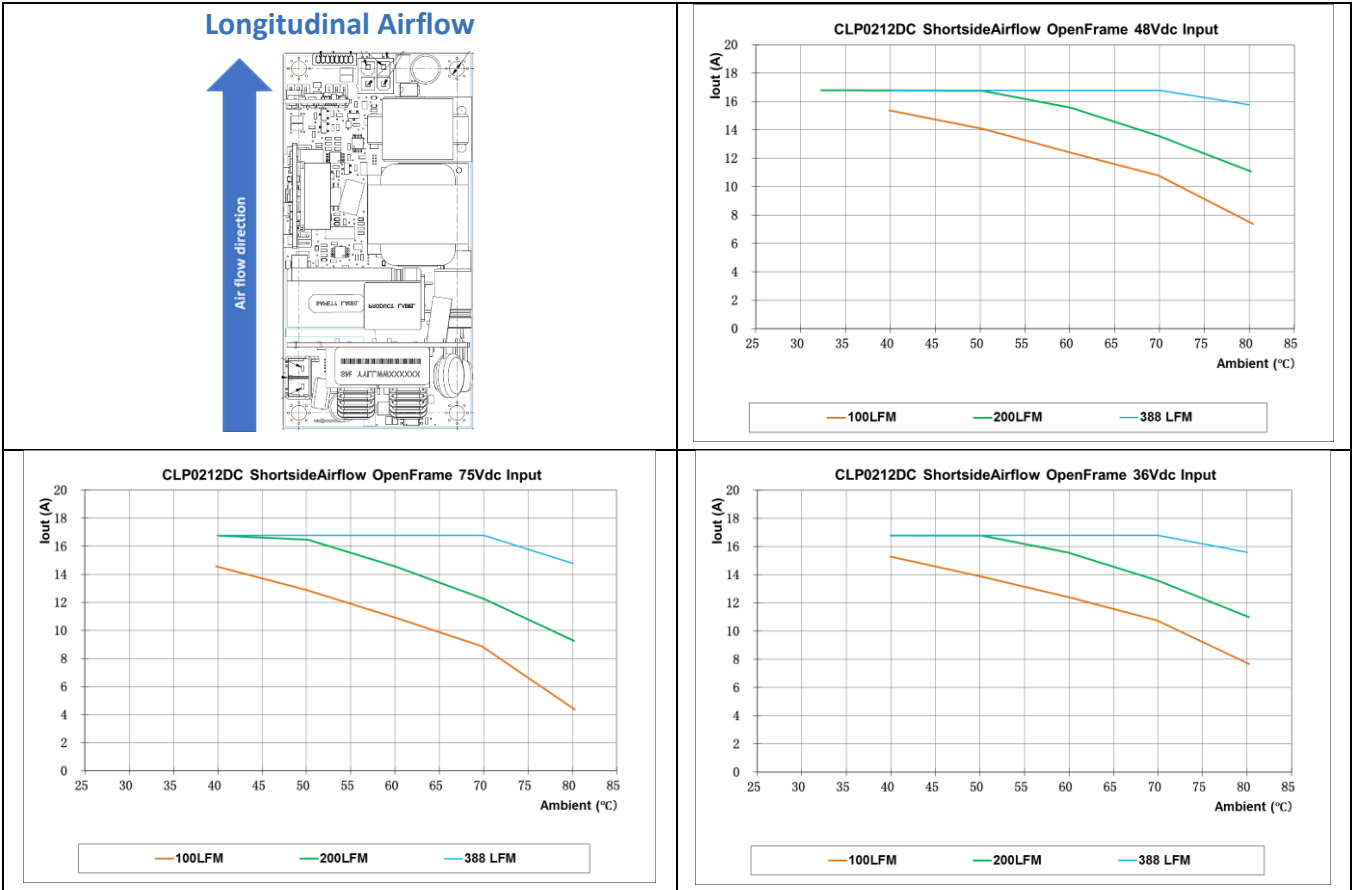 Longitudinal Airflow
Air flow direction
SAFETY LABEL
PRODUCT LABEL
CLP0212DC ShortsideAirflow OpenFrame 48Vdc Input
Iout (A)
20
18
16
14
12
10
8
6
4
2
0
25 30 35 40 45 50 55 60 65 70 75 80 85
Ambient (℃)
100LFM 200LFM 388 LFM
CLP0212DC ShortsideAirflow OpenFrame 75Vdc Input
Iout (A)
20
18
16
14
12
10
8
6
4
2
0
25 30 35 40 45 50 55 60 65 70 75 80 85
Ambient (℃)
100LFM 200LFM 388 LFM
CLP0212DC ShortsideAirflow OpenFrame 36Vdc Input
Iout (A)
20
18
16
14
12
10
8
6
4
2
0
25 30 35 40 45 50 55 60 65 70 75 80 85
Ambient (℃)
100LFM 200LFM 388 LFM